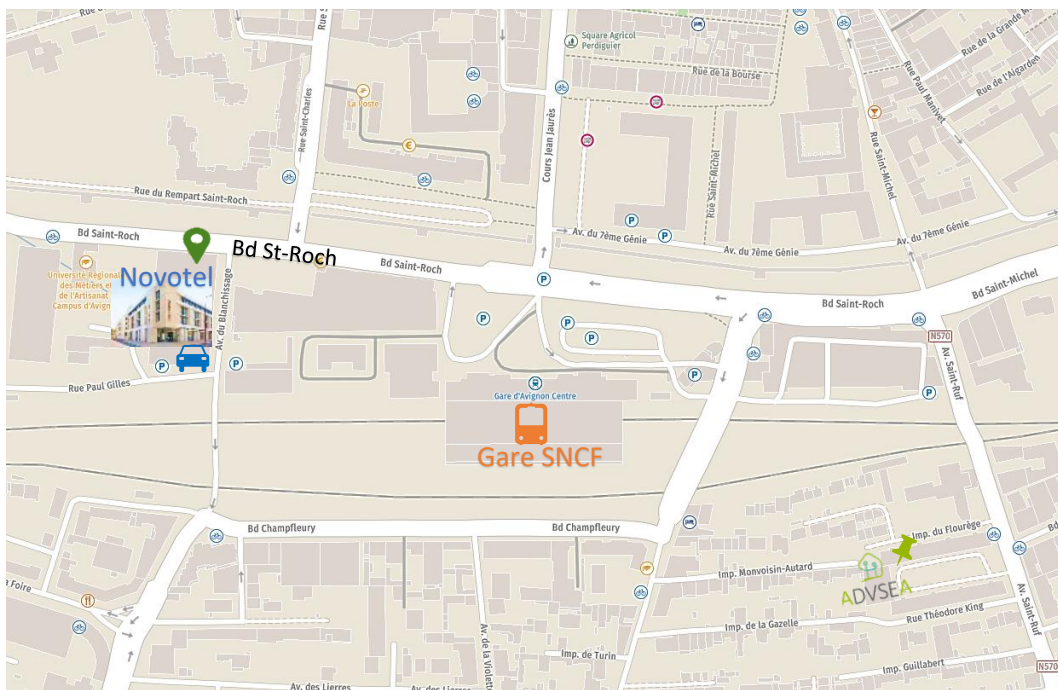 Rue S
Square Agricol
Perdiguier
Rue de la Bourse
Rue de la Grande M
Rue de l'Aigarden
Rue Paul Manivet
La Poste
Rue Saint-Charles
€
Cours Jean Jaurès
Rue Saint-Michel
Rue Saint-Michel
Rue du Rempart Saint-Roch
P
P
Av. du 7ème Génie
Av. du 7ème Génie
Av. du 7ème Génie
Bd Saint-Roch
Bd St-Roch
Bd Saint-Roch
Bd Saint-Roch
Bd Saint-Michel
Université Régional
des Métiers et
de l'Artisanat
Campus d'Avign
Novotel
Av. du Blanchissage
P
P
P
P
P
N570
Av. Saint-Ruf
P
P
P
P
Rue Paul Gilles
Gare d'Avignon Centre
Gare SNCF
Bd Champfleury
Bd Champfleury
Imp. du Flourège
Bd
Imp. Monvoisin-Autard
ADVSEA
a Foire
Rue Théodore King
Av. Saint-Ruf
Imp. de la Gazelle
Av. de la Violette
Imp. de Turin
Imp. Guillabert
N570
Av. des Lierres
Av. des Lierres